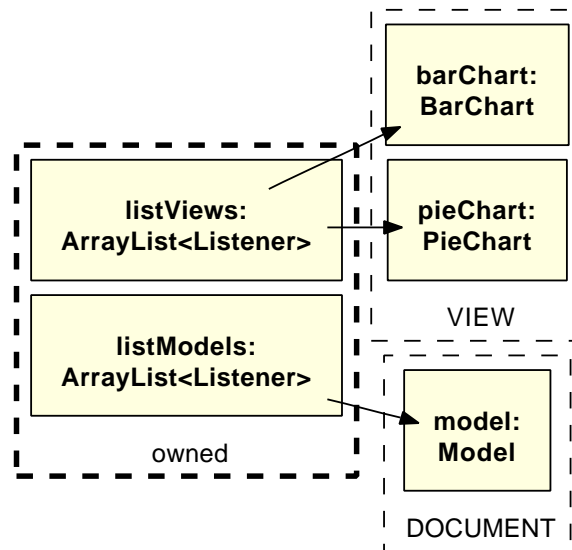 barChart:
BarChart
listViews:
ArrayList<Listener>
pieChart:
PieChart
VIEW
listModels:
ArrayList<Listener>
model:
Model
owned
DOCUMENT